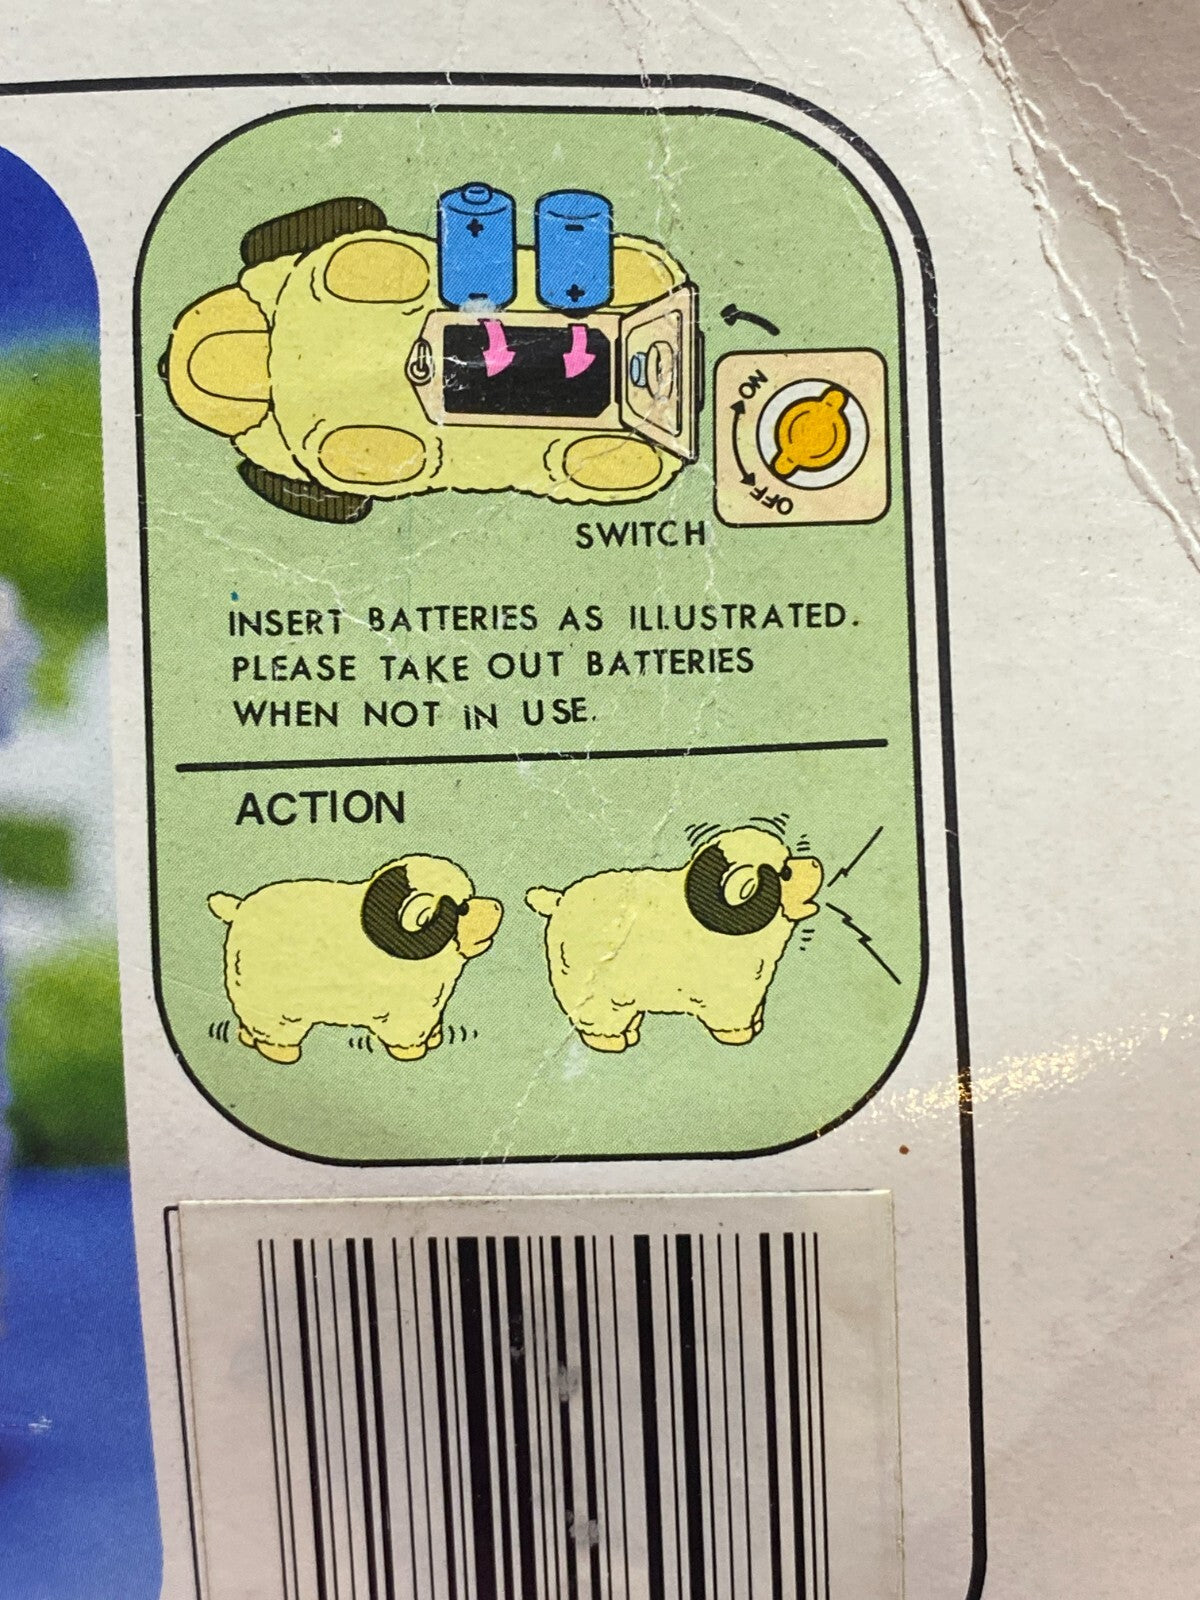 + -
- +
ON
OFF
SWITCH
INSERT BATTERIES AS ILLUSTRATED.
PLEASE TAKE OUT BATTERIES
WHEN NOT iN USE.
ACTION